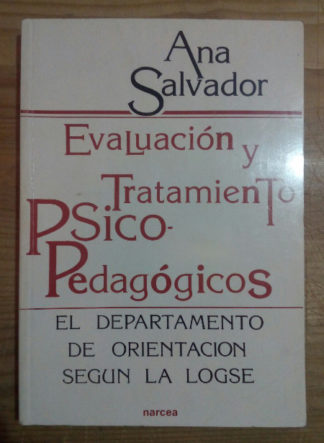 Ana
Salvador
Evaluación y
Tratamiento
PSico-
Pedagógicos
EL DEPARTAMENTO
DE ORIENTACION
SEGUN LA LOGSE
narcea